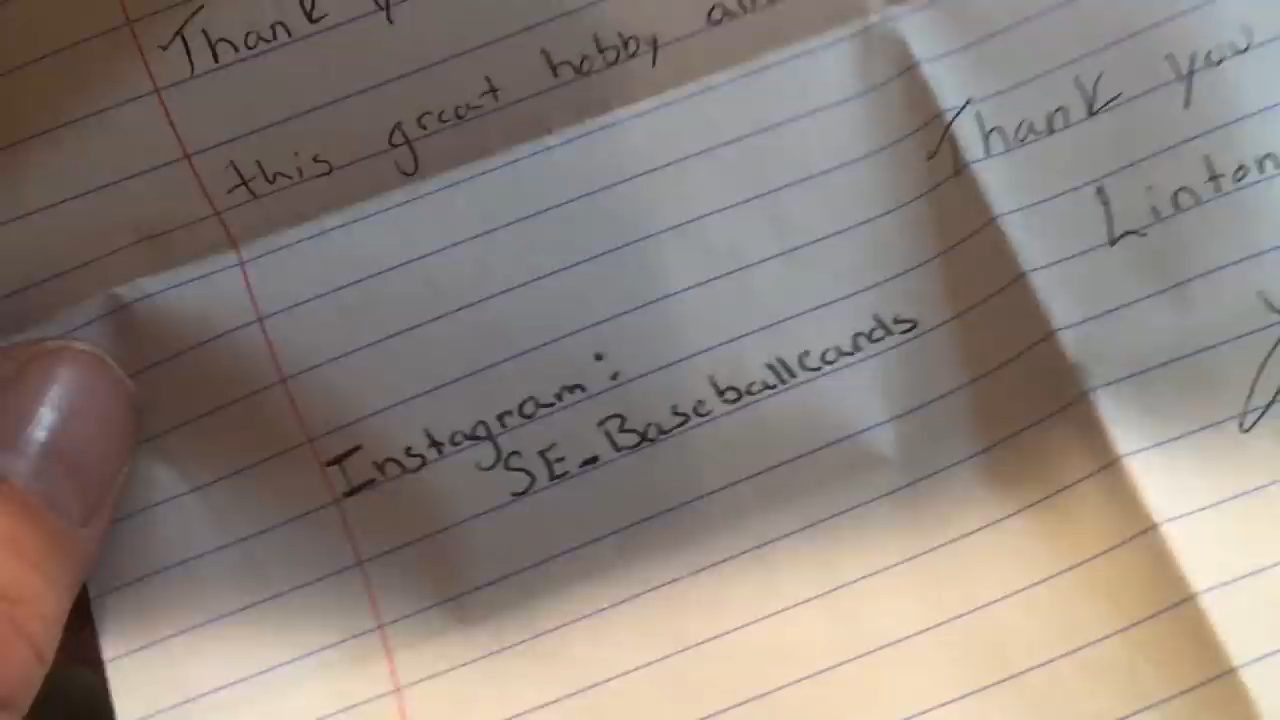 Thank
this great hobby
Thank you
Linton
Instagram:
SE_Baseballcards